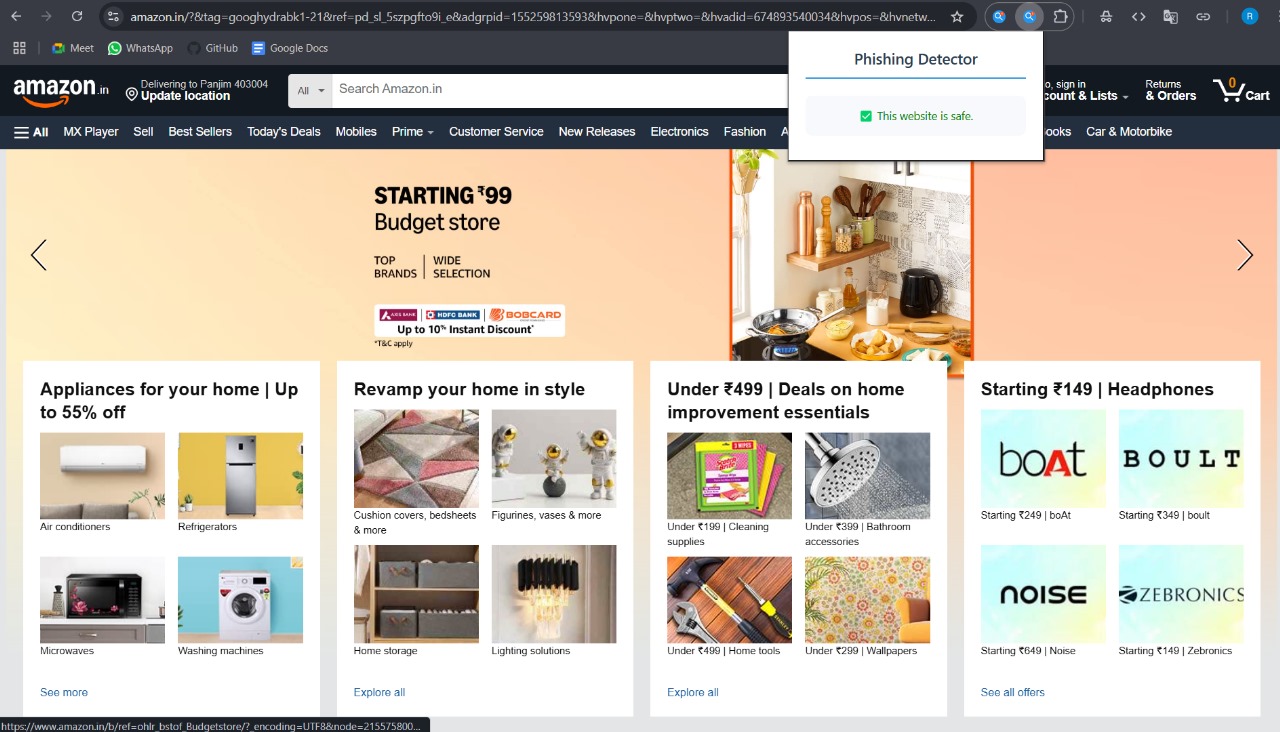 amazon.in/?&tag=googhydrabk1-21&ref=pd_sl_5szpgfto9i_e&adgrpid=155259813593&hvpone=&hvptwo=&hvadid=674893540034&hvpos=&hvnetw...
R
Meet
WhatsApp
GitHub
Google Docs
Phishing Detector
This website is safe.
amazon.in
Delivering to Panjim 403004
Update location
All
Search Amazon.in
o, sign in
count & Lists
Returns
& Orders
0
Cart
All
MX Player
Sell
Best Sellers
Today's Deals
Mobiles
Prime
Customer Service
New Releases
Electronics
Fashion
ooks
Car & Motorbike
STARTING ₹99
Budget store
TOP
BRANDS
WIDE
SELECTION
AXIS BANK
HDFC BANK
BOBCARD
Up to 10% Instant Discount*
*T&C apply
Appliances for your home | Up
to 55% off
Air conditioners
Refrigerators
Microwaves
Washing machines
See more
Revamp your home in style
Cushion covers, bedsheets
& more
Figurines, vases & more
Home storage
Lighting solutions
Explore all
Under ₹499 | Deals on home
improvement essentials
Scotch
Brite
Under ₹199 | Cleaning
supplies
Under ₹399 | Bathroom
accessories
Under ₹499 | Home tools
Under ₹299 | Wallpapers
Explore all
Starting ₹149 | Headphones
boAt
BOULT
Starting ₹249 | boAt
Starting ₹349 | boult
noise
ZEBRONICS
Starting ₹649 | Noise
Starting ₹149 | Zebronics
See all offers
https://www.amazon.in/b/ref=ohlr_bstof_Budgetstore/?_encoding=UTF8&node=215575800...